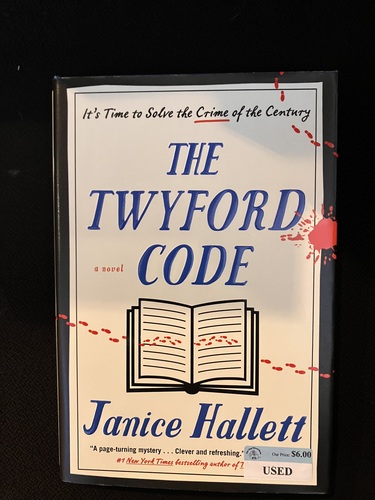 It's Time to Solve the Crime of the Century
THE
TWYFORD
CODE
a novel
Janice Hallett
"A page-turning mystery . . . Clever and refreshing."
#1 New York Times bestselling author of
Our Price: $6.00
USED